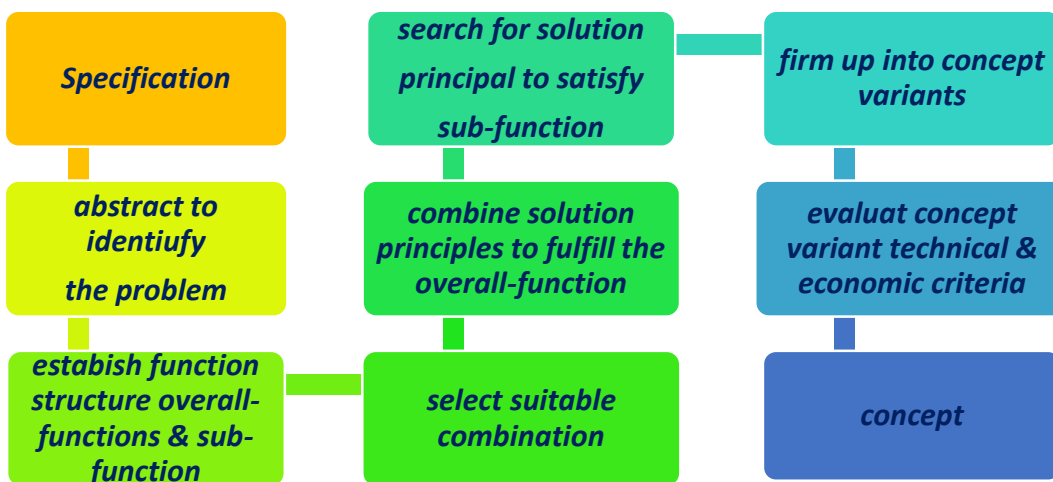 Specification
abstract to
identiufy
the problem
estabish function
structure overall-
functions & sub-
function
select suitable
combination
combine solution
principles to fulfill the
overall-function
search for solution
principal to satisfy
sub-function
firm up into concept
variants
evaluat concept
variant technical &
economic criteria
concept